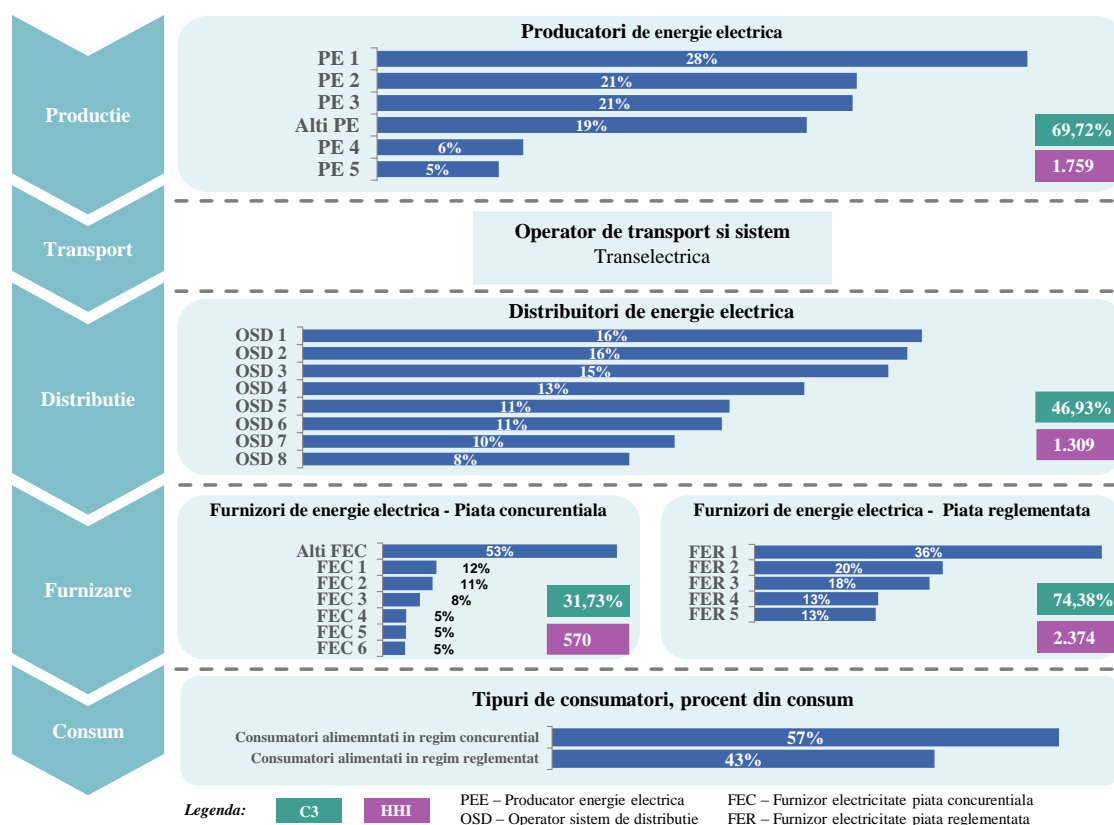 Productie
Producatori de energie electrica
PE 1 28%
PE 2 21%
PE 3 21%
Alti PE 19%
PE 4 6%
PE 5 5%
69,72%
1.759
Transport
Operator de transport si sistem
Transelectrica
Distributie
Distribuitori de energie electrica
OSD 1 16%
OSD 2 16%
OSD 3 15%
OSD 4 13%
OSD 5 11%
OSD 6 11%
OSD 7 10%
OSD 8 8%
46,93%
1.309
Furnizare
Furnizori de energie electrica - Piata concurentiala
Alti FEC 53%
FEC 1 12%
FEC 2 11%
FEC 3 8%
FEC 4 5%
FEC 5 5%
FEC 6 5%
31,73%
570
Furnizori de energie electrica - Piata reglementata
FER 1 36%
FER 2 20%
FER 3 18%
FER 4 13%
FER 5 13%
74,38%
2.374
Consum
Tipuri de consumatori, procent din consum
Consumatori alimemntati in regim concurential 57%
Consumatori alimentati in regim reglementat 43%
Legenda: C3 HHI
PEE – Producator energie electrica
OSD – Operator sistem de distributie
FEC – Furnizor electricitate piata concurentiala
FER – Furnizor electricitate piata reglementata